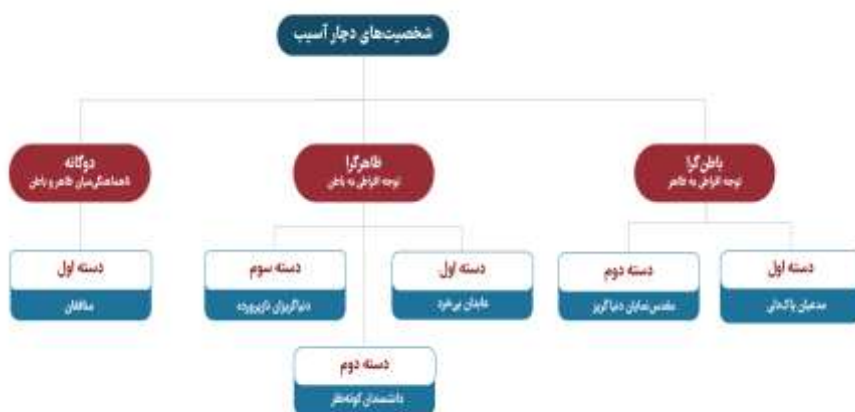 شخصیت‌های دچار آسیب
باطن‌گرا
توجه افراطی به ظاهر
ظاهرگرا
توجه افراطی به باطن
دوگانه
ناهماهنگی میان ظاهر و باطن
دسته اول
مدعیان پاکدلی
دسته دوم
مقدس‌نمایان دنیاگریز
دسته اول
عابدان بی‌خرد
دسته سوم
دنیاگریزان نازپرورده
دسته اول
منافقان
دسته دوم
دانشمندان کوته‌نظر